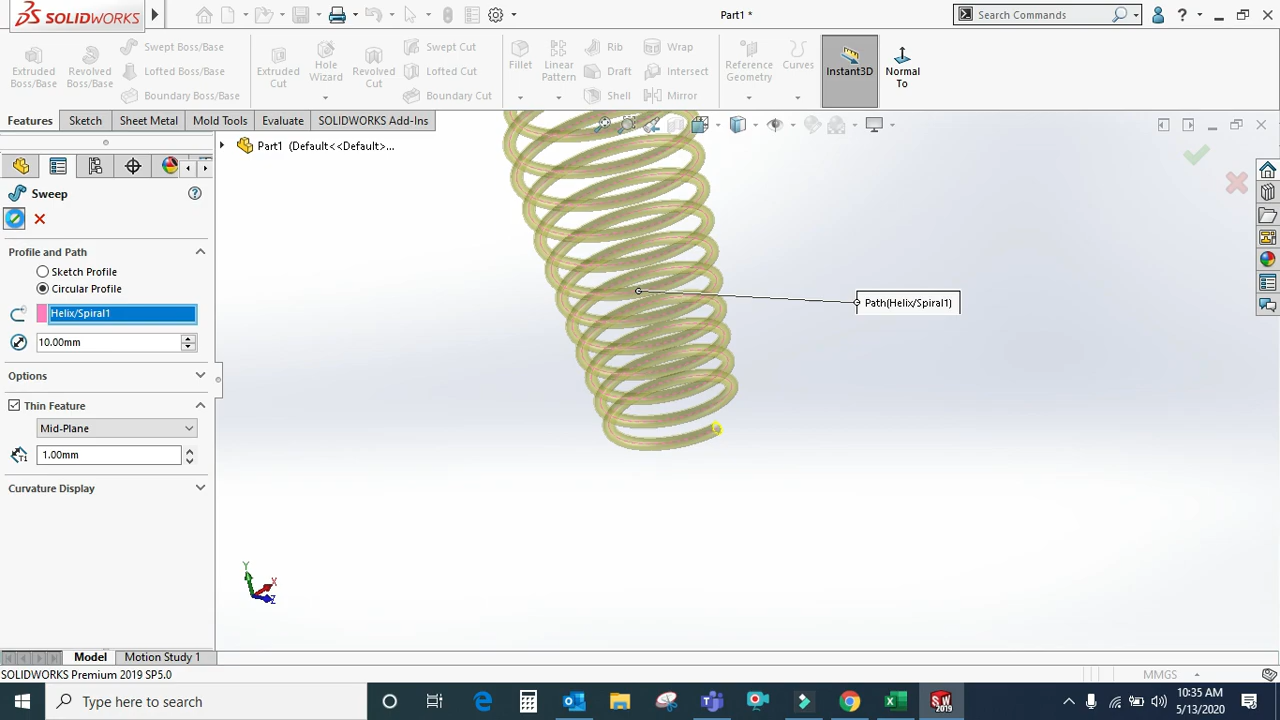 SOLIDWORKS
Part1 *
Search Commands
Extruded Boss/Base
Revolved Boss/Base
Swept Boss/Base
Lofted Boss/Base
Boundary Boss/Base
Extruded Cut
Hole Wizard
Revolved Cut
Swept Cut
Lofted Cut
Boundary Cut
Fillet
Linear Pattern
Rib
Draft
Shell
Wrap
Intersect
Mirror
Reference Geometry
Curves
Instant3D
Normal To
Features
Sketch
Sheet Metal
Mold Tools
Evaluate
SOLIDWORKS Add-Ins
Part1 (Default<<Default>...
Sweep
Profile and Path
Sketch Profile
Circular Profile
Helix/Spiral1
10.00mm
Options
Thin Feature
Mid-Plane
1.00mm
Curvature Display
Path(Helix/Spiral1)
Y
X
Z
Model
Motion Study 1
SOLIDWORKS Premium 2019 SP5.0
MMGS
Type here to search
SW
2019
10:35 AM
5/13/2020